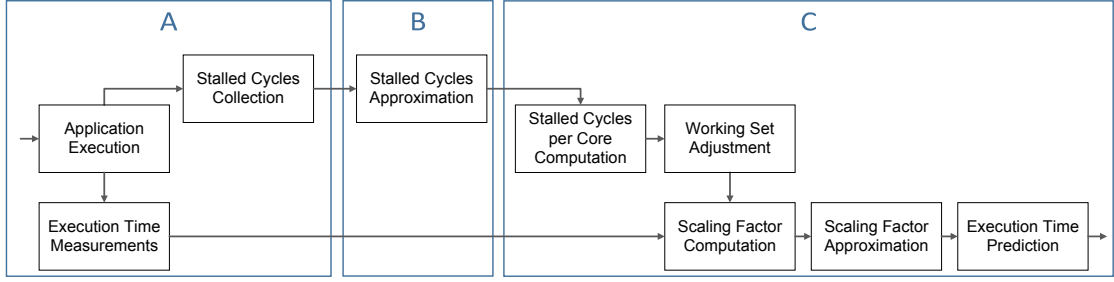 A
B
C
Stalled Cycles
Collection
Stalled Cycles
Approximation
Application
Execution
Stalled Cycles
per Core
Computation
Working Set
Adjustment
Execution Time
Measurements
Scaling Factor
Computation
Scaling Factor
Approximation
Execution Time
Prediction